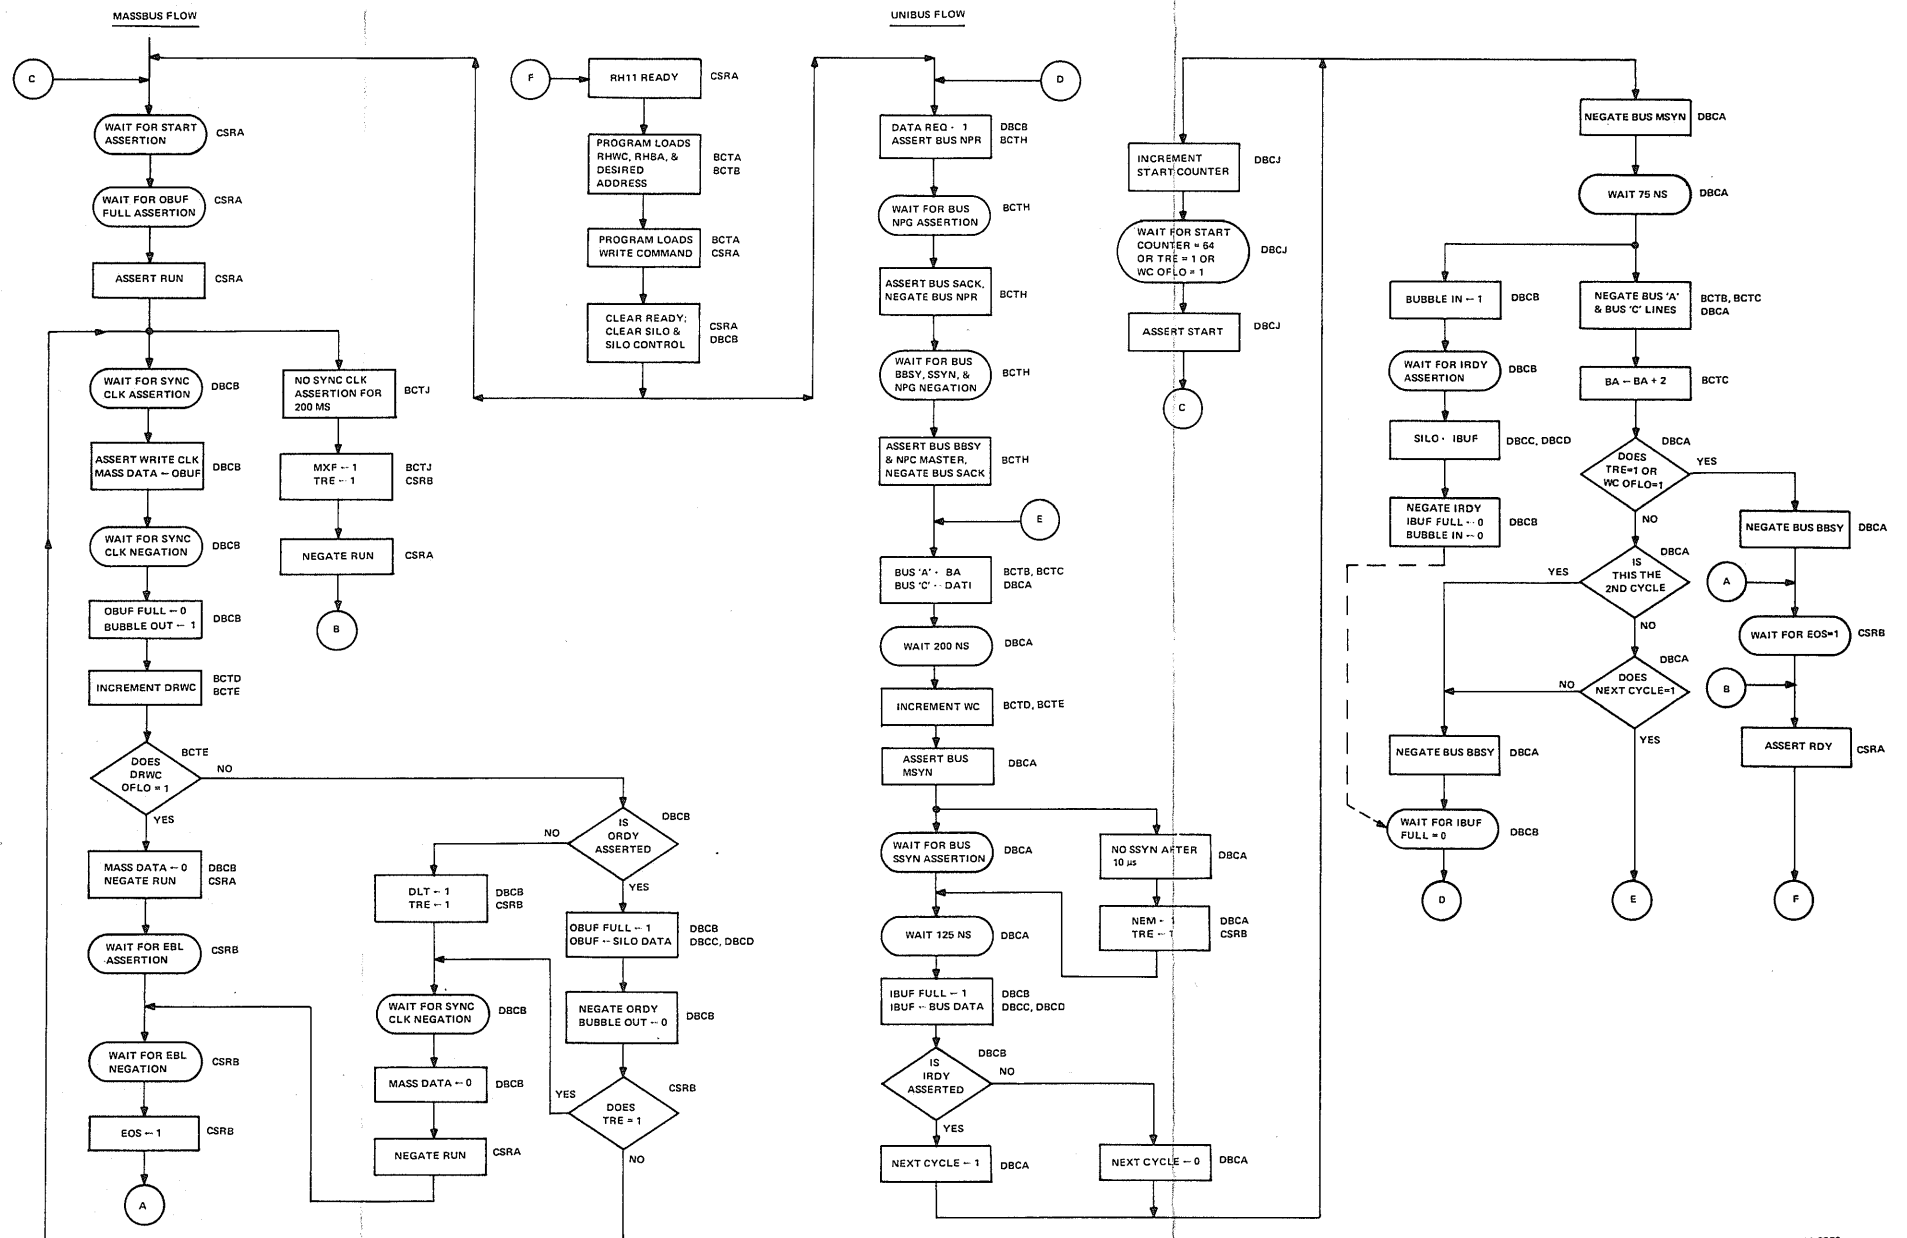 MASSBUS FLOW
C
WAIT FOR START
ASSERTION
CSRA
WAIT FOR OBUF
FULL ASSERTION
CSRA
ASSERT RUN
CSRA
WAIT FOR SYNC
CLK ASSERTION
DBCB
ASSERT WRITE CLK
MASS DATA ← OBUF
DBCB
WAIT FOR SYNC
CLK NEGATION
DBCB
OBUF FULL ← 0
BUBBLE OUT ← 1
DBCB
INCREMENT DRWC
BCTD
BCTE
DOES
DRWC
OFLO = 1
BCTE
NO
YES
MASS DATA ← 0
NEGATE RUN
DBCB
CSRA
WAIT FOR EBL
ASSERTION
CSRB
WAIT FOR EBL
NEGATION
CSRB
EOS ← 1
CSRB
A
NO SYNC CLK
ASSERTION FOR
200 MS
BCTJ
MXF ← 1
TRE ← 1
BCTJ
CSRB
NEGATE RUN
CSRA
B
IS
ORDY
ASSERTED
DBCB
NO
YES
DLT ← 1
TRE ← 1
DBCB
CSRB
WAIT FOR SYNC
CLK NEGATION
DBCB
MASS DATA ← 0
DBCB
NEGATE RUN
CSRA
OBUF FULL ← 1
OBUF ← SILO DATA
DBCB
DBCC, DBCD
NEGATE ORDY
BUBBLE OUT ← 0
DBCB
DOES
TRE = 1
CSRB
YES
NO
F
RH11 READY
CSRA
PROGRAM LOADS
RHWC, RHBA, &
DESIRED
ADDRESS
BCTA
BCTB
PROGRAM LOADS
WRITE COMMAND
BCTA
CSRA
CLEAR READY;
CLEAR SILO &
SILO CONTROL
CSRA
DBCB
UNIBUS FLOW
D
DATA REQ ← 1
ASSERT BUS NPR
DBCB
BCTH
WAIT FOR BUS
NPG ASSERTION
BCTH
ASSERT BUS SACK,
NEGATE BUS NPR
BCTH
WAIT FOR BUS
BBSY, SSYN, &
NPG NEGATION
BCTH
ASSERT BUS BBSY
& NPC MASTER,
NEGATE BUS SACK
BCTH
E
BUS 'A' ← BA
BUS 'C' ← DATI
BCTB, BCTC
DBCA
WAIT 200 NS
DBCA
INCREMENT WC
BCTD, BCTE
ASSERT BUS
MSYN
DBCA
WAIT FOR BUS
SSYN ASSERTION
DBCA
NO SSYN AFTER
10 µs
DBCA
NEM ← 1
TRE ← 1
DBCA
CSRB
WAIT 125 NS
DBCA
IBUF FULL ← 1
IBUF ← BUS DATA
DBCB
DBCC, DBCD
IS
IRDY
ASSERTED
DBCB
NO
YES
NEXT CYCLE ← 1
DBCA
NEXT CYCLE ← 0
DBCA
INCREMENT
START COUNTER
DBCJ
WAIT FOR START
COUNTER = 64
OR TRE = 1 OR
WC OFLO = 1
DBCJ
ASSERT START
DBCJ
C
NEGATE BUS MSYN
DBCA
WAIT 75 NS
DBCA
BUBBLE IN ← 1
DBCB
WAIT FOR IRDY
ASSERTION
DBCB
SILO ← IBUF
DBCC, DBCD
NEGATE IRDY
IBUF FULL ← 0
BUBBLE IN ← 0
DBCB
NEGATE BUS 'A'
& BUS 'C' LINES
BCTB, BCTC
DBCA
BA ← BA + 2
BCTC
DOES
TRE=1 OR
WC OFLO=1
DBCA
YES
NO
IS
THIS THE
2ND CYCLE
DBCA
YES
NO
DOES
NEXT CYCLE=1
DBCA
NO
YES
NEGATE BUS BBSY
DBCA
WAIT FOR IBUF
FULL = 0
DBCB
D
E
NEGATE BUS BBSY
DBCA
A
WAIT FOR EOS=1
CSRB
B
ASSERT RDY
CSRA
F